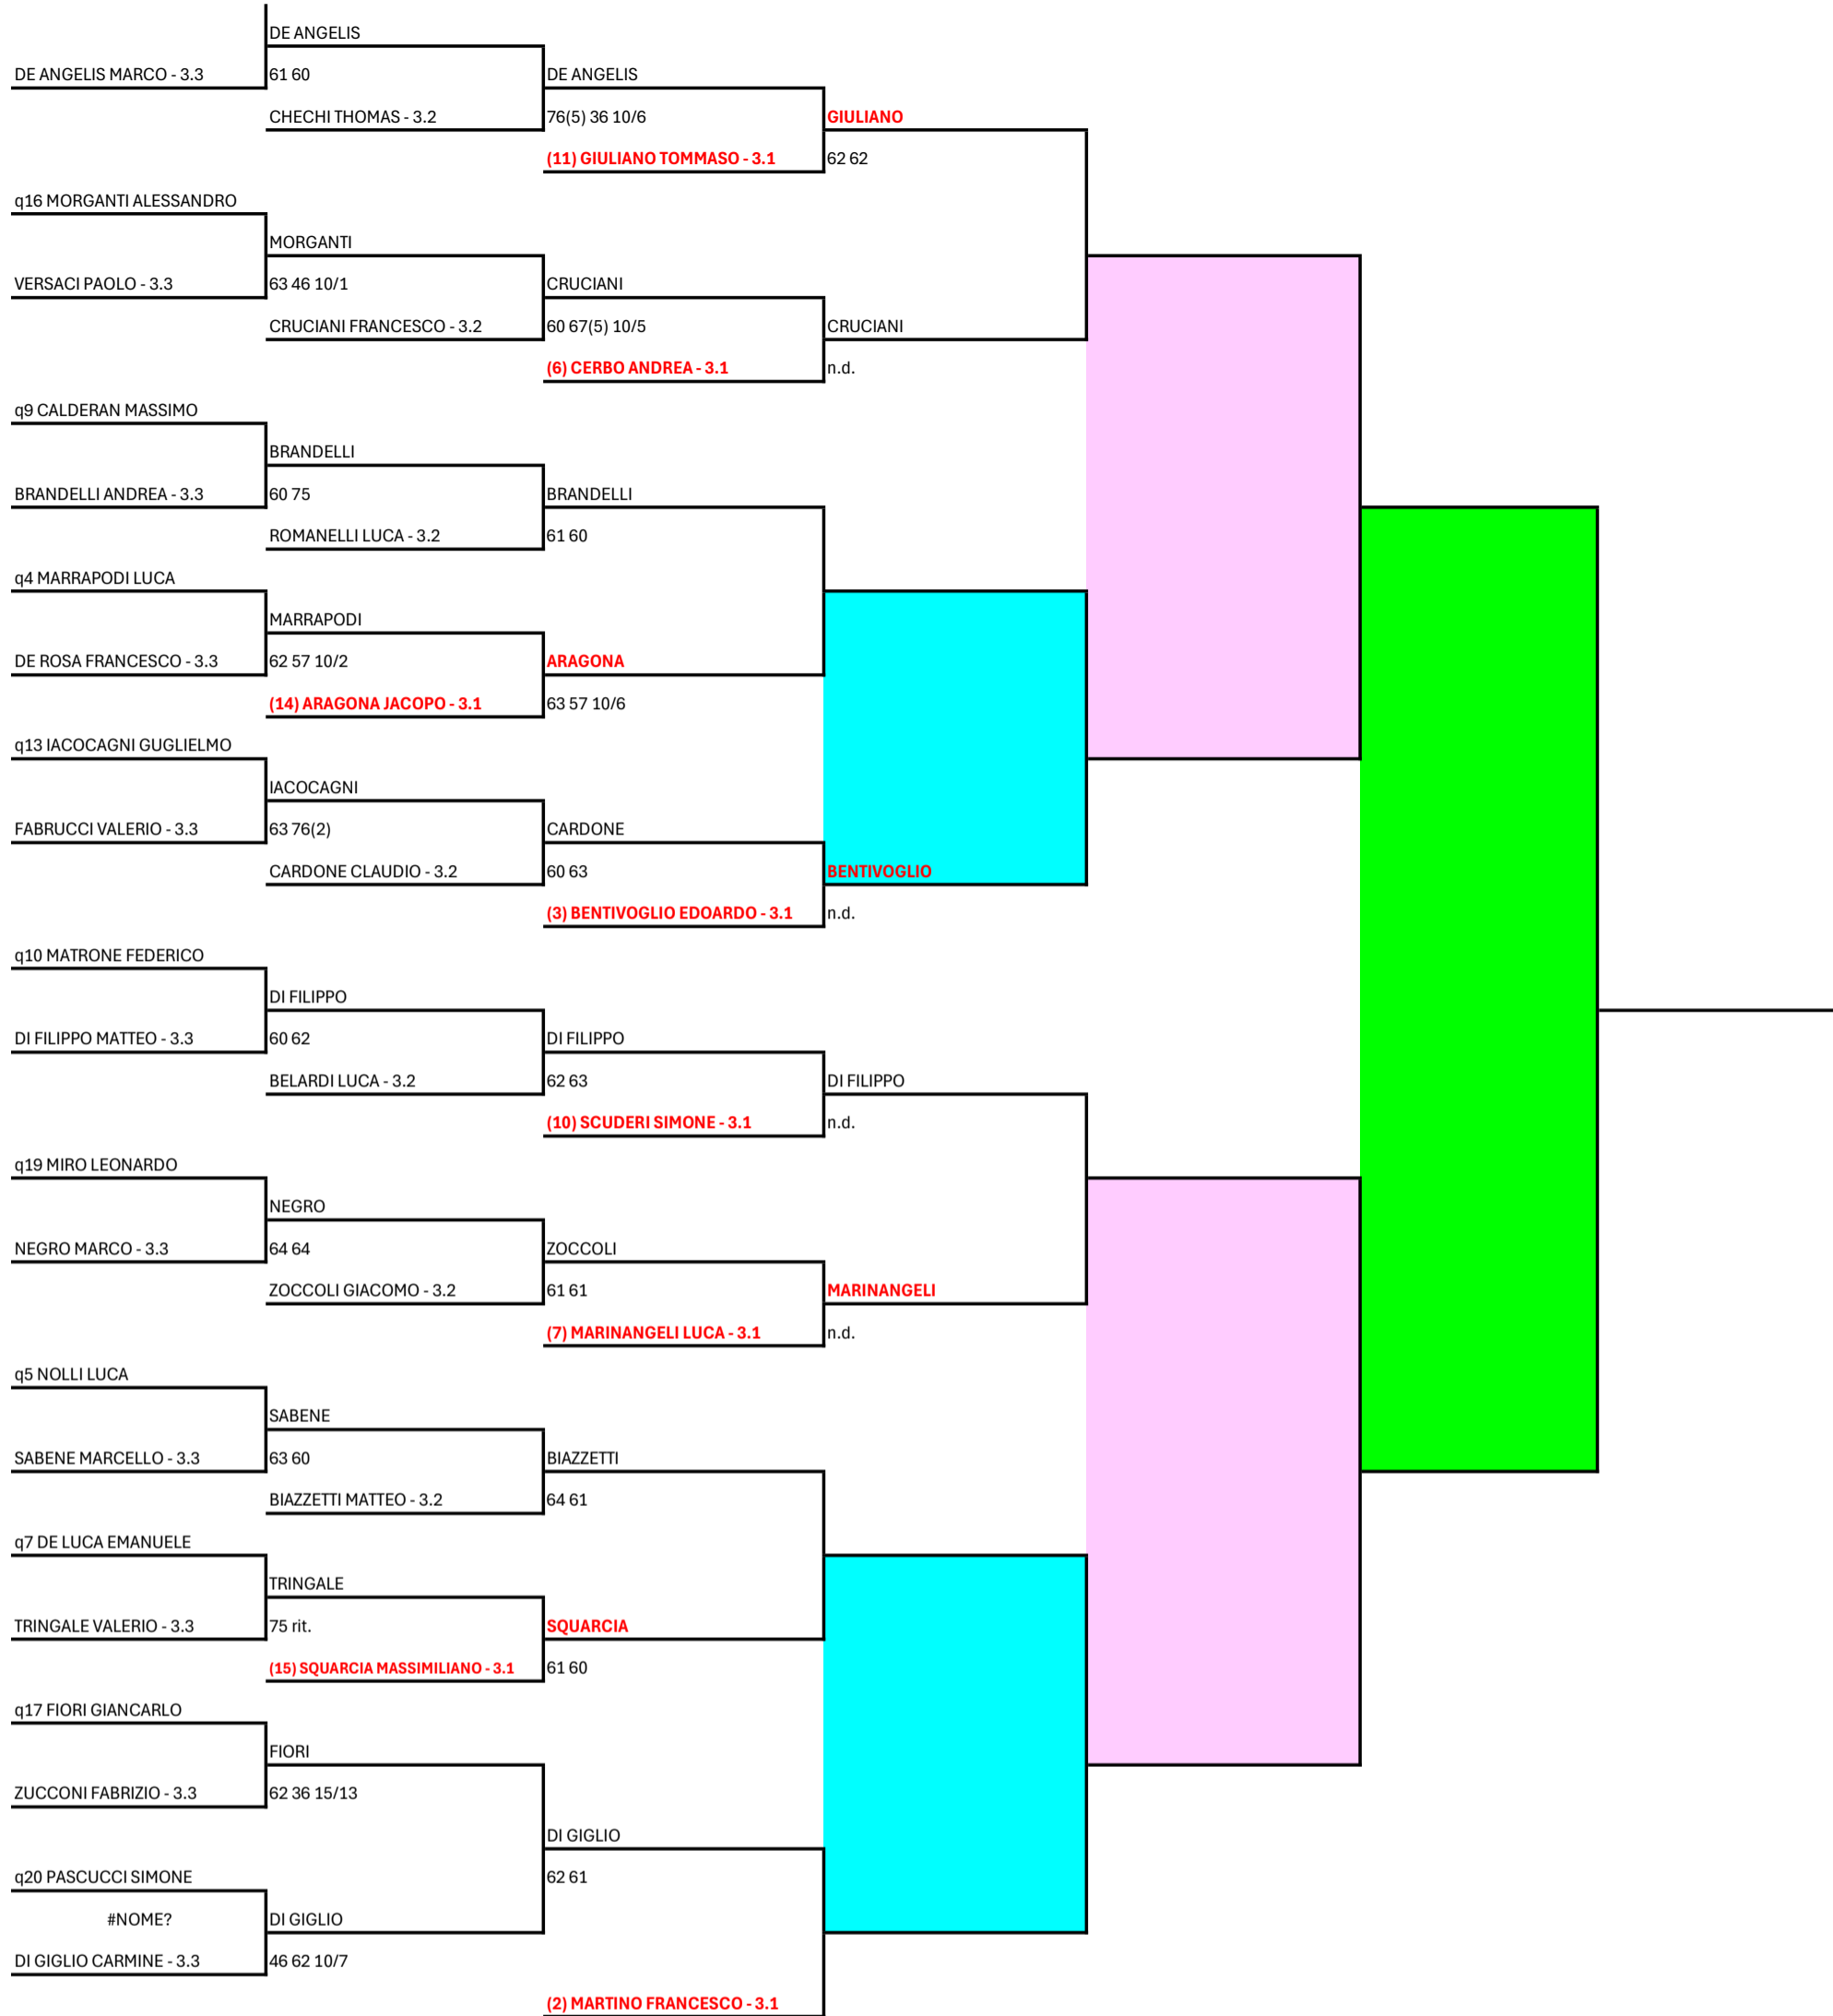 DE ANGELIS
DE ANGELIS MARCO - 3.3
61 60
DE ANGELIS
CHECHI THOMAS - 3.2
76(5) 36 10/6
GIULIANO
(11) GIULIANO TOMMASO - 3.1
62 62
q16 MORGANTI ALESSANDRO
MORGANTI
VERSACI PAOLO - 3.3
63 46 10/1
CRUCIANI
CRUCIANI FRANCESCO - 3.2
60 67(5) 10/5
CRUCIANI
(6) CERBO ANDREA - 3.1
n.d.
q9 CALDERAN MASSIMO
BRANDELLI
BRANDELLI ANDREA - 3.3
60 75
BRANDELLI
ROMANELLI LUCA - 3.2
61 60
q4 MARRAPODI LUCA
MARRAPODI
DE ROSA FRANCESCO - 3.3
62 57 10/2
ARAGONA
(14) ARAGONA JACOPO - 3.1
63 57 10/6
q13 IACOCAGNI GUGLIELMO
IACOCAGNI
FABRUCCI VALERIO - 3.3
63 76(2)
CARDONE
CARDONE CLAUDIO - 3.2
60 63
BENTIVOGLIO
(3) BENTIVOGLIO EDOARDO - 3.1
n.d.
q10 MATRONE FEDERICO
DI FILIPPO
DI FILIPPO MATTEO - 3.3
60 62
DI FILIPPO
BELARDI LUCA - 3.2
62 63
DI FILIPPO
(10) SCUDERI SIMONE - 3.1
n.d.
q19 MIRO LEONARDO
NEGRO
NEGRO MARCO - 3.3
64 64
ZOCCOLI
ZOCCOLI GIACOMO - 3.2
61 61
MARINANGELI
(7) MARINANGELI LUCA - 3.1
n.d.
q5 NOLLI LUCA
SABENE
SABENE MARCELLO - 3.3
63 60
BIAZZETTI
BIAZZETTI MATTEO - 3.2
64 61
q7 DE LUCA EMANUELE
TRINGALE
TRINGALE VALERIO - 3.3
75 rit.
SQUARCIA
(15) SQUARCIA MASSIMILIANO - 3.1
61 60
q17 FIORI GIANCARLO
FIORI
ZUCCONI FABRIZIO - 3.3
62 36 15/13
DI GIGLIO
q20 PASCUCCI SIMONE
62 61
#NOME?
DI GIGLIO
DI GIGLIO CARMINE - 3.3
46 62 10/7
(2) MARTINO FRANCESCO - 3.1